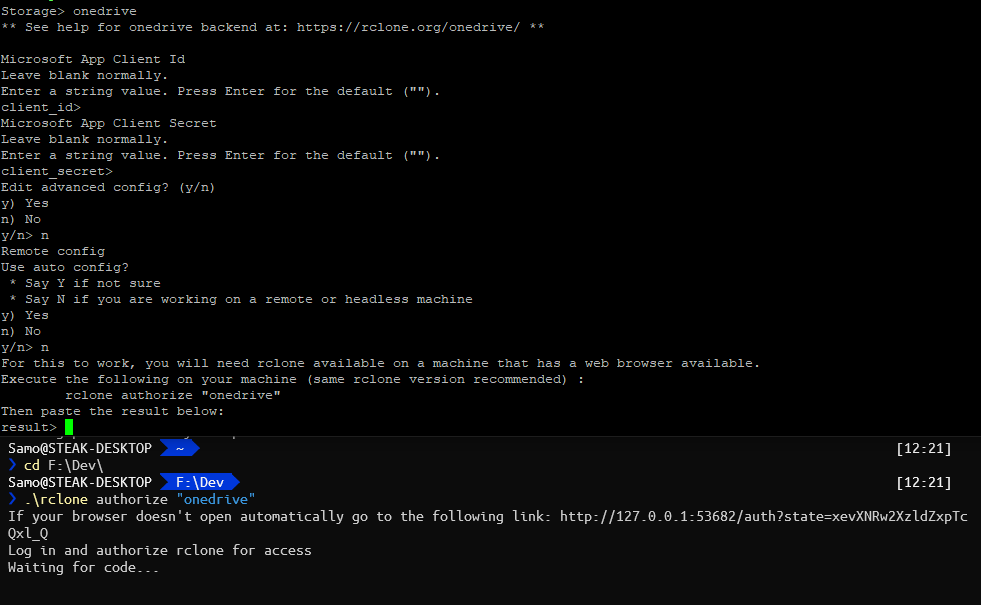 Storage> onedrive
** See help for onedrive backend at: https://rclone.org/onedrive/ **
Microsoft App Client Id
Leave blank normally.
Enter a string value. Press Enter for the default ("").
client_id>
Microsoft App Client Secret
Leave blank normally.
Enter a string value. Press Enter for the default ("").
client_secret>
Edit advanced config? (y/n)
y) Yes
n) No
y/n> n
Remote config
Use auto config?
* Say Y if not sure
* Say N if you are working on a remote or headless machine
y) Yes
n) No
y/n> n
For this to work, you will need rclone available on a machine that has a web browser available.
Execute the following on your machine (same rclone version recommended) :
rclone authorize "onedrive"
Then paste the result below:
result>
Samo@STEAK-DESKTOP ~ [12:21]
❯ cd F:\Dev\
Samo@STEAK-DESKTOP F:\Dev [12:21]
❯ .\rclone authorize "onedrive"
If your browser doesn't open automatically go to the following link: http://127.0.0.1:53682/auth?state=xevXNRw2XzldZxpTc
Qxl_Q
Log in and authorize rclone for access
Waiting for code...